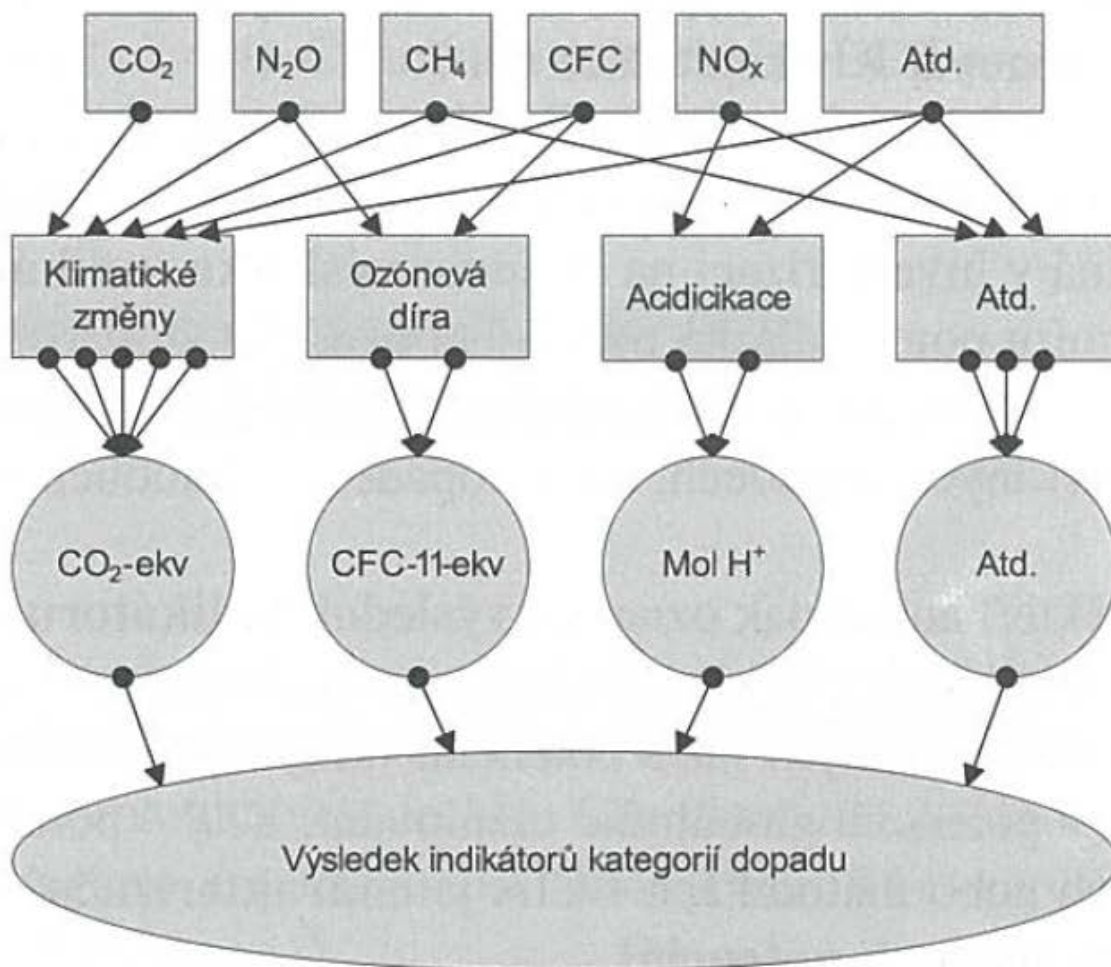 CO₂ N₂O CH₄ CFC NOₓ Atd.
Klimatické
změny
Ozónová
díra
Acidicikace
Atd.
CO₂-ekv CFC-11-ekv Mol H⁺ Atd.
Výsledek indikátorů kategorií dopadu